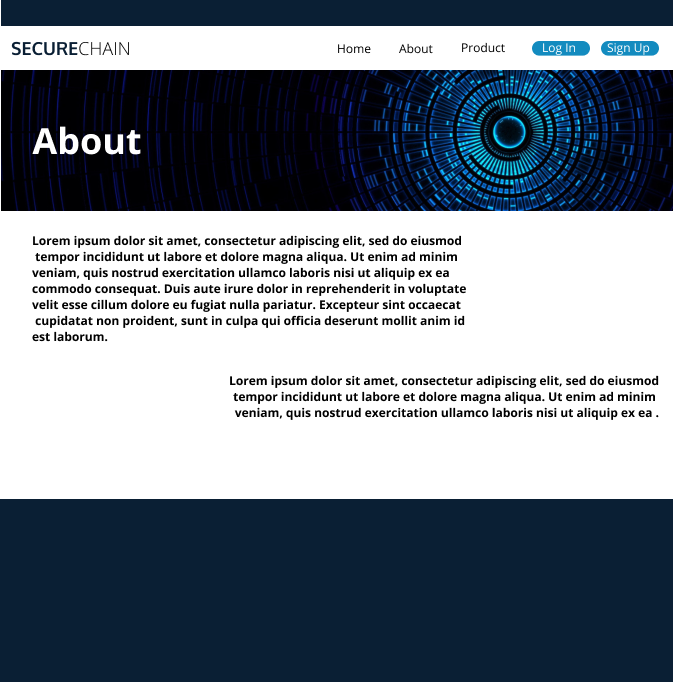 SECURECHAIN Home About Product Log In Sign Up
About
Lorem ipsum dolor sit amet, consectetur adipiscing elit, sed do eiusmod
tempor incididunt ut labore et dolore magna aliqua. Ut enim ad minim
veniam, quis nostrud exercitation ullamco laboris nisi ut aliquip ex ea
commodo consequat. Duis aute irure dolor in reprehenderit in voluptate
velit esse cillum dolore eu fugiat nulla pariatur. Excepteur sint occaecat
cupidatat non proident, sunt in culpa qui officia deserunt mollit anim id
est laborum.
Lorem ipsum dolor sit amet, consectetur adipiscing elit, sed do eiusmod
tempor incididunt ut labore et dolore magna aliqua. Ut enim ad minim
veniam, quis nostrud exercitation ullamco laboris nisi ut aliquip ex ea .